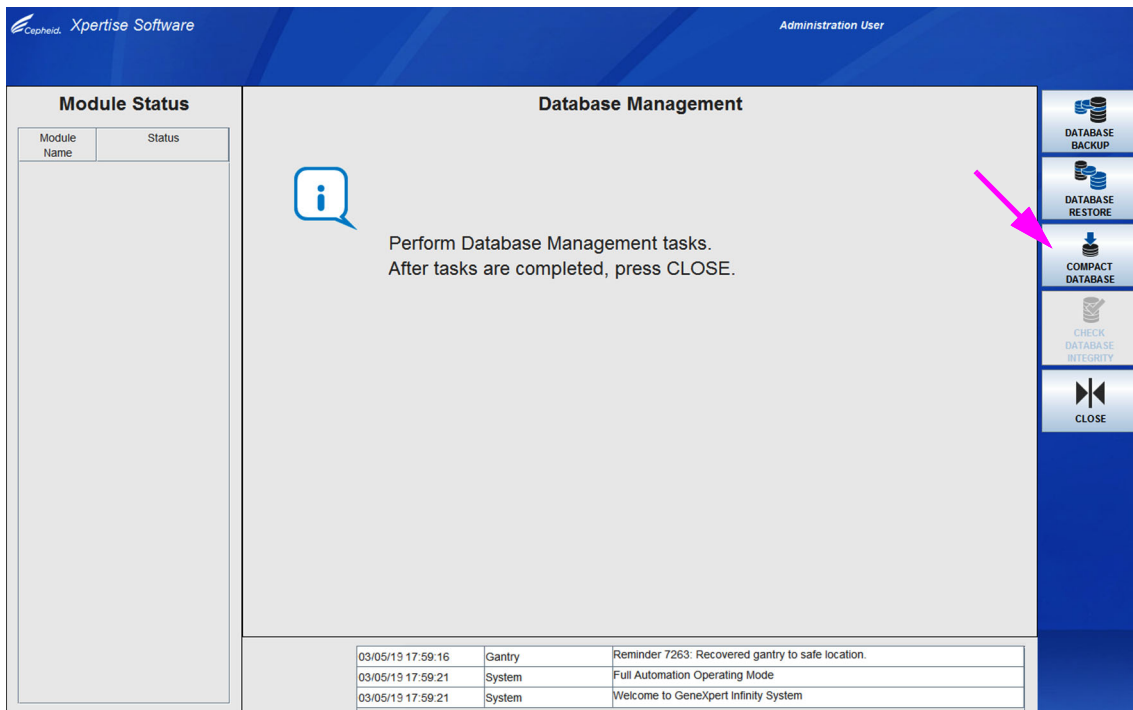 Cepheid. Xpertise Software
Administration User
Module Status
Module Name
Status
Database Management
i
Perform Database Management tasks.
After tasks are completed, press CLOSE.
DATABASE
BACKUP
DATABASE
RESTORE
COMPACT
DATABASE
CHECK
DATABASE
INTEGRITY
CLOSE
03/05/19 17:59:16 Gantry Reminder 7263: Recovered gantry to safe location.
03/05/19 17:59:21 System Full Automation Operating Mode
03/05/19 17:59:21 System Welcome to GeneXpert Infinity System